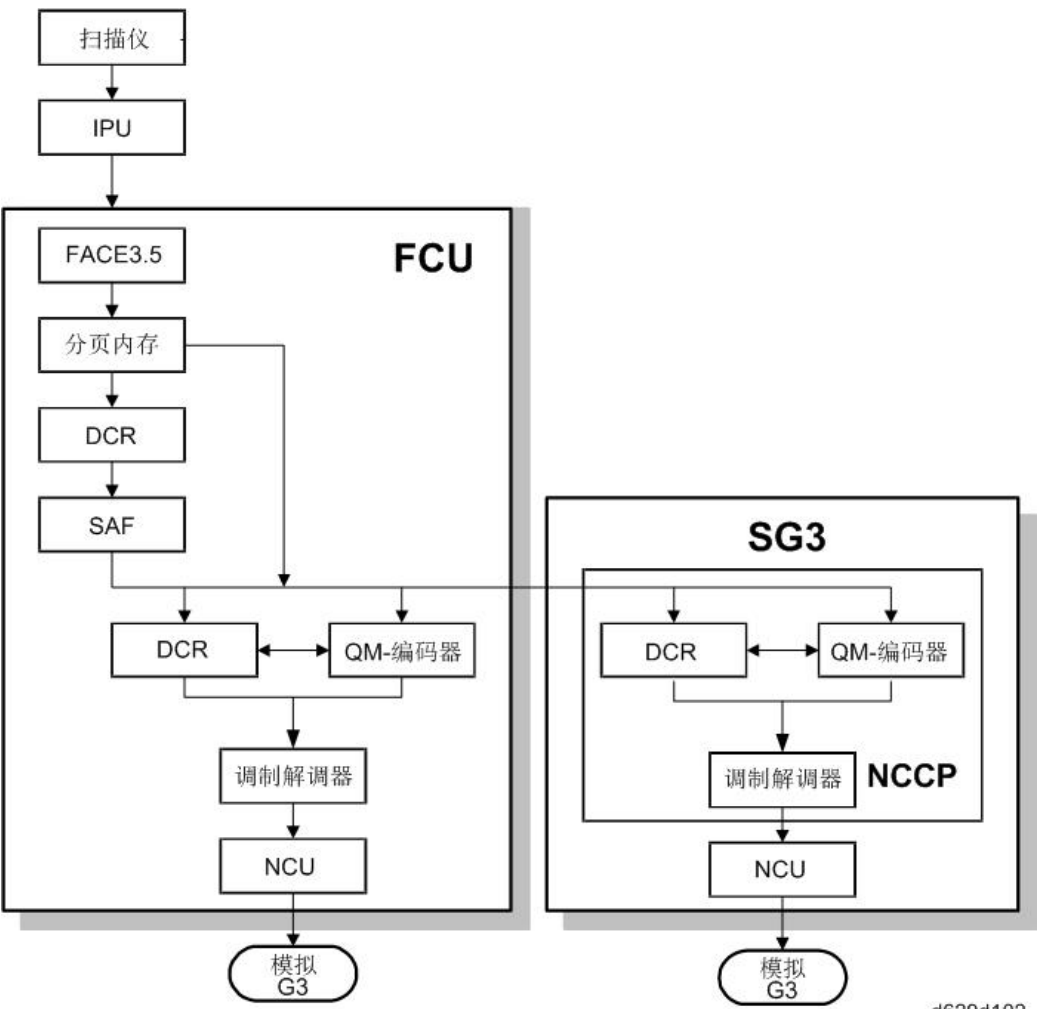 扫描仪
IPU
FCU
FACE3.5
分页内存
DCR
SAF
DCR
QM-编码器
调制解调器
NCU
模拟
G3
SG3
DCR
QM-编码器
调制解调器
NCCP
NCU
模拟
G3